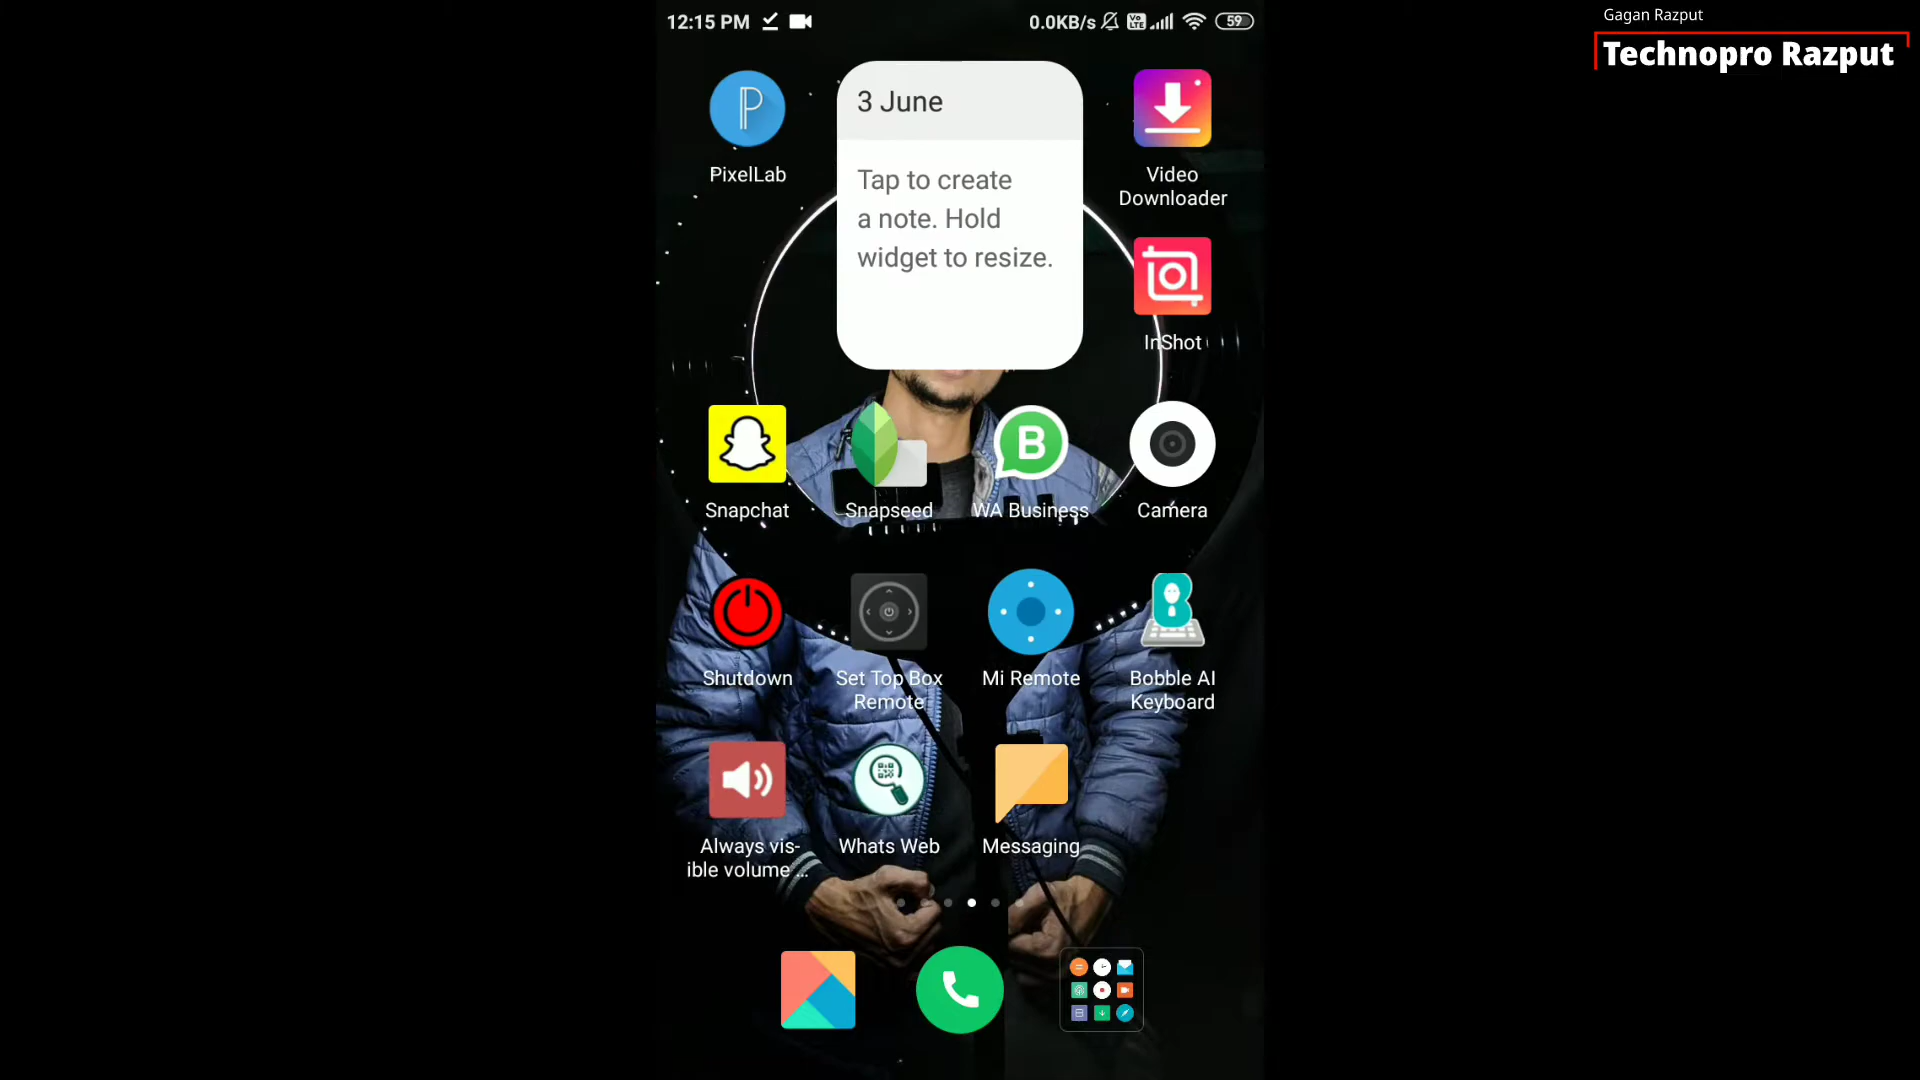 Gagan Razput
Technopro Razput
12:15 PM
0.0KB/s
Vo
LTE
59
3 June
Tap to create
a note. Hold
widget to resize.
P
PixelLab
Video
Downloader
InShot
Snapchat
Snapseed
B
WA Business
Camera
Shutdown
Set Top Box
Remote
Mi Remote
Bobble AI
Keyboard
Always vis-
ible volume ...
Whats Web
Messaging